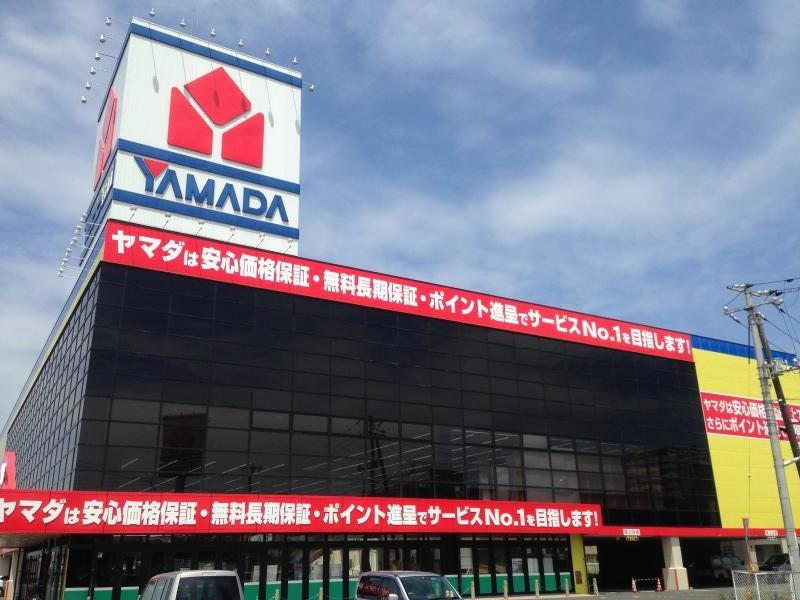 YAMADA
ヤマダは安心価格保証・無料長期保証・ポイント進呈でサービスNo.1を目指します!
ヤマダは安心価格保証
さらにポイント進
ヤマダは安心価格保証・無料長期保証・ポイント進呈でサービスNo.1を目指します!